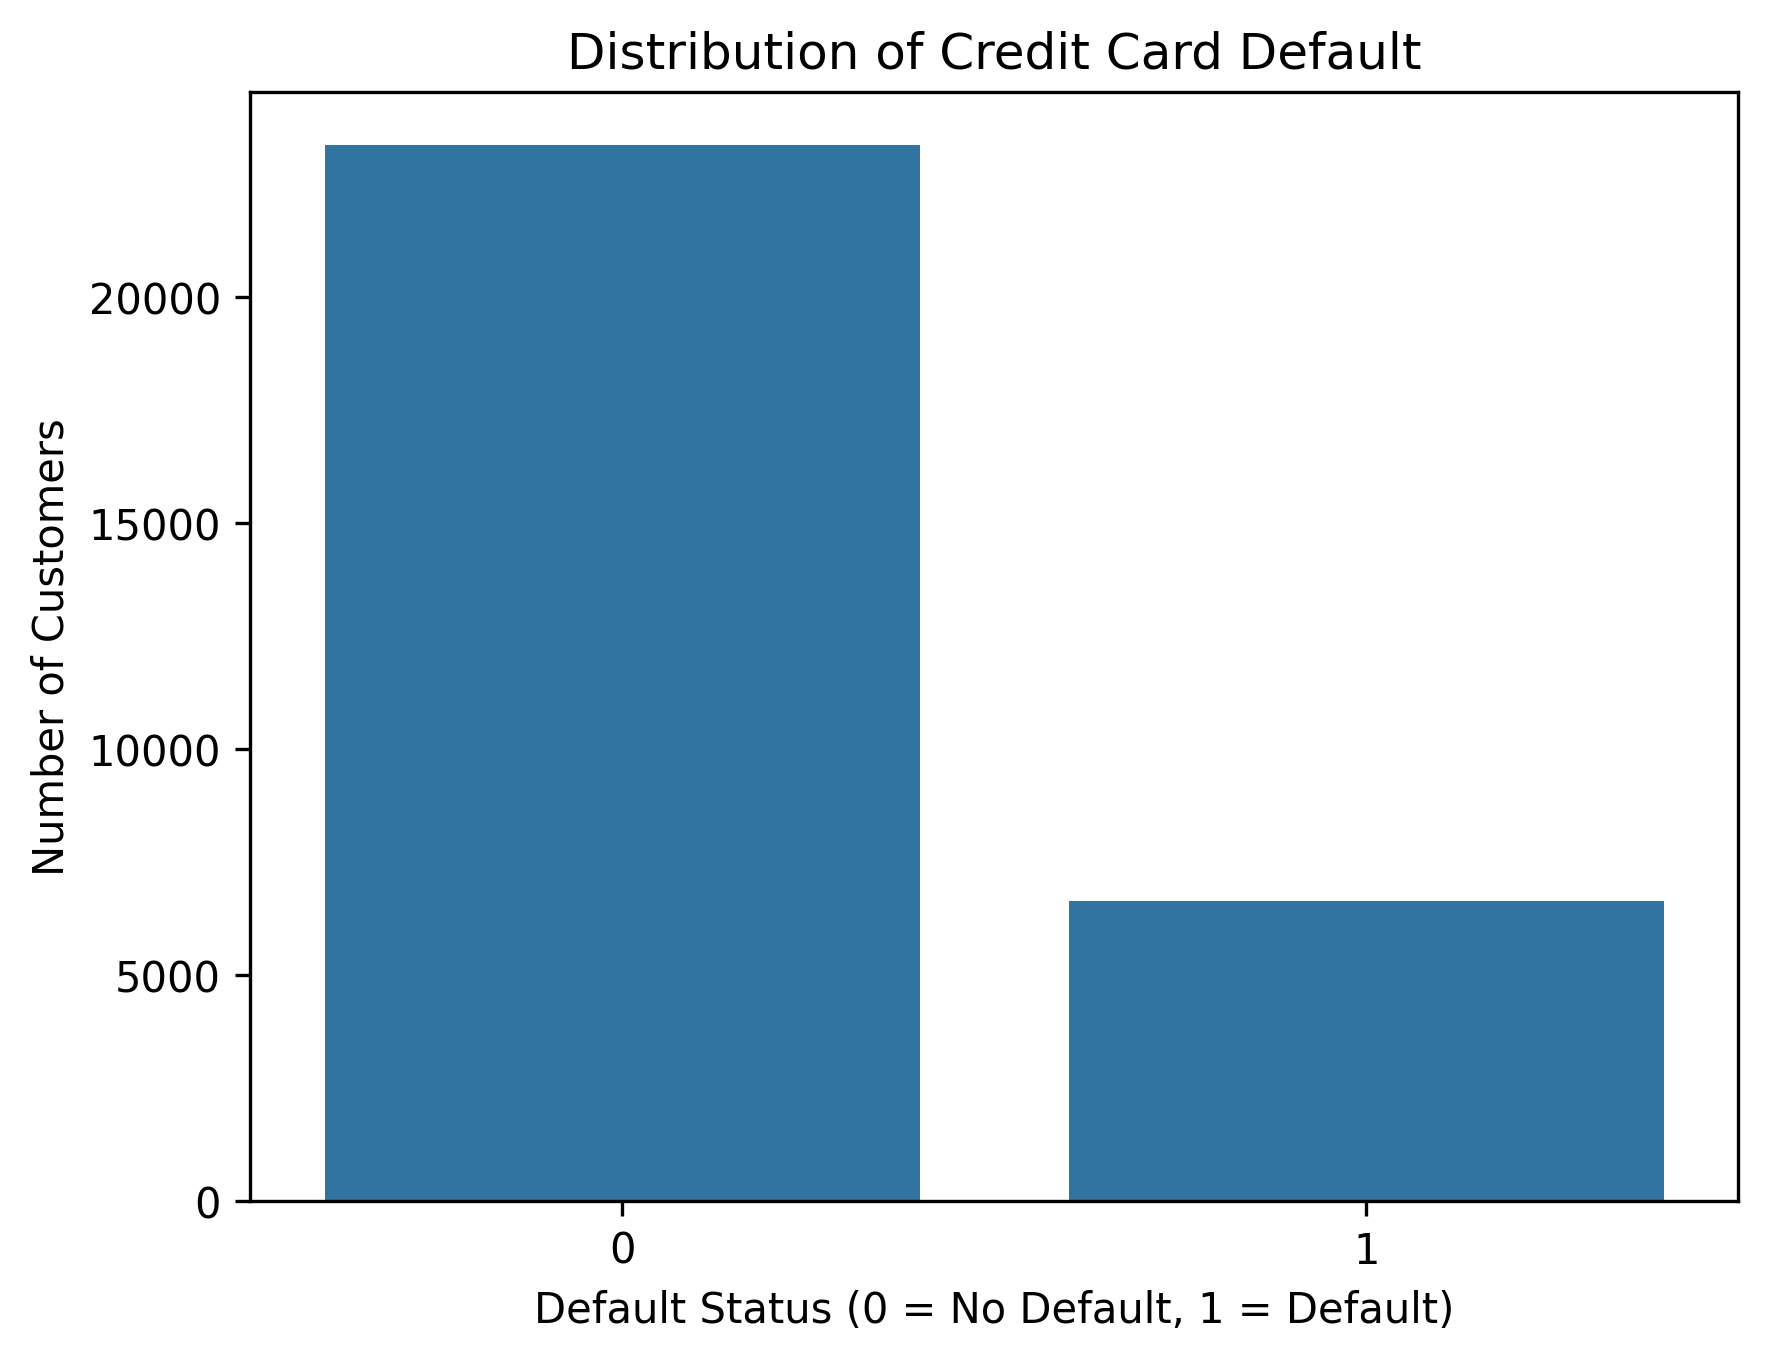 Distribution of Credit Card Default
Number of Customers
20000
15000
10000
5000
0
0
1
Default Status (0 = No Default, 1 = Default)